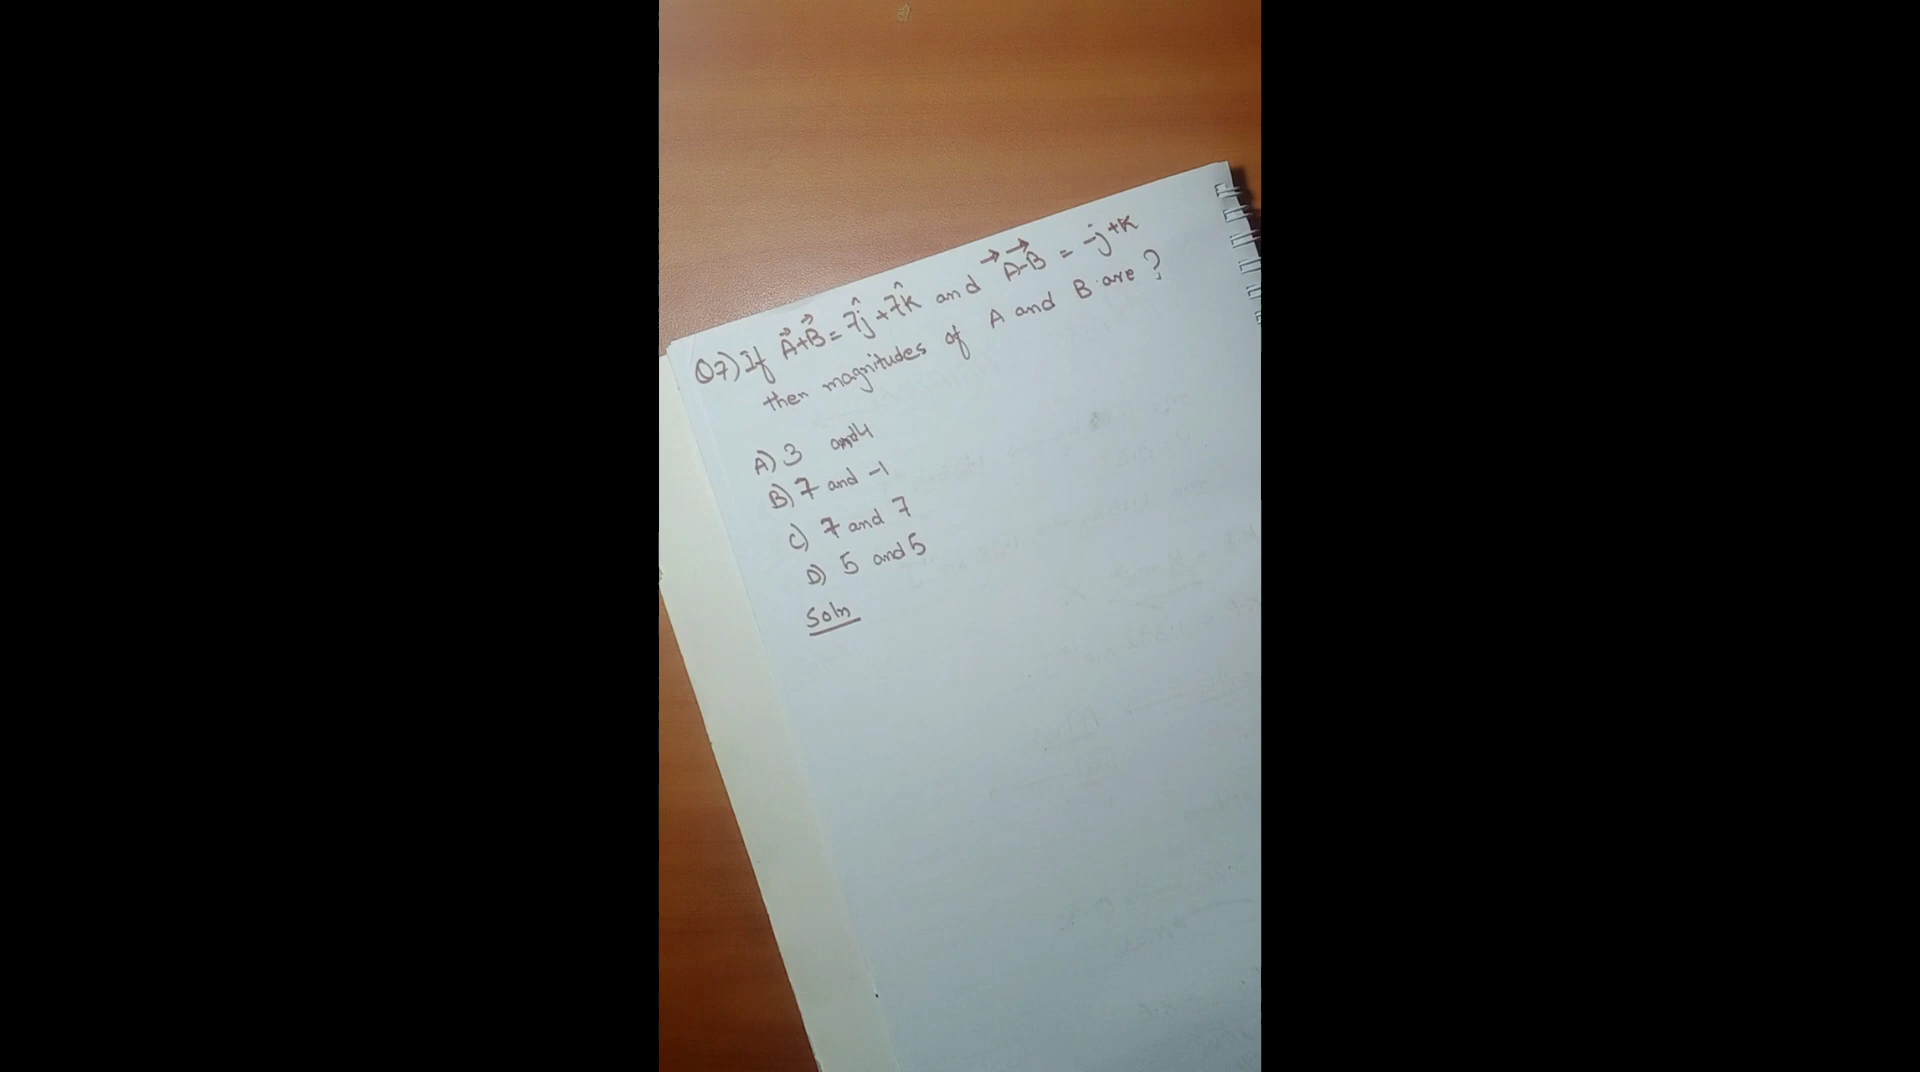 Q7) If A⃗+B⃗ = 7ĵ+7k̂ and A⃗-B⃗ = -j+k
then magnitudes of A and B are?
A) 3 and 4
B) 7 and -1
C) 7 and 7
D) 5 and 5
Soln